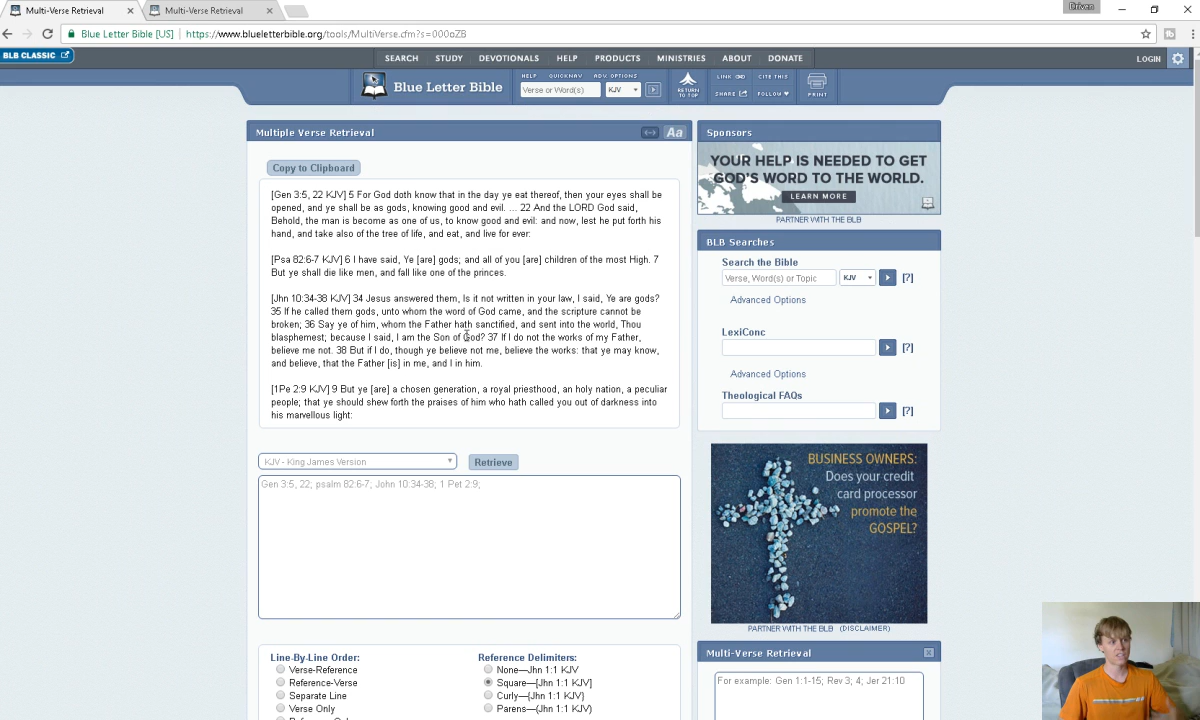 Multi-Verse Retrieval
Multi-Verse Retrieval
Driven
Blue Letter Bible [US]
https://www.blueletterbible.org/tools/MultiVerse.cfm?s=000oZB
BLB CLASSIC
SEARCH STUDY DEVOTIONALS HELP PRODUCTS MINISTRIES ABOUT DONATE
LOGIN
Blue Letter Bible
HELP QUICKNAV ADV. OPTIONS
Verse or Word(s)
KJV
RETURN
TO TOP
LINK CITE THIS
SHARE FOLLOW
PRINT
Multiple Verse Retrieval
Aa
Copy to Clipboard
[Gen 3:5, 22 KJV] 5 For God doth know that in the day ye eat thereof, then your eyes shall be
opened, and ye shall be as gods, knowing good and evil. ... 22 And the LORD God said,
Behold, the man is become as one of us, to know good and evil: and now, lest he put forth his
hand, and take also of the tree of life, and eat, and live for ever:
[Psa 82:6-7 KJV] 6 I have said, Ye [are] gods; and all of you [are] children of the most High. 7
But ye shall die like men, and fall like one of the princes.
[Jhn 10:34-38 KJV] 34 Jesus answered them, Is it not written in your law, I said, Ye are gods?
35 If he called them gods, unto whom the word of God came, and the scripture cannot be
broken; 36 Say ye of him, whom the Father hath sanctified, and sent into the world, Thou
blasphemest; because I said, I am the Son of God? 37 If I do not the works of my Father,
believe me not. 38 But if I do, though ye believe not me, believe the works: that ye may know,
and believe, that the Father [is] in me, and I in him.
[1Pe 2:9 KJV] 9 But ye [are] a chosen generation, a royal priesthood, an holy nation, a peculiar
people; that ye should shew forth the praises of him who hath called you out of darkness into
his marvellous light:
KJV - King James Version
Retrieve
Gen 3:5, 22; psalm 82:6-7; John 10:34-38; 1 Pet 2:9;
Line-By-Line Order:
Verse-Reference
Reference-Verse
Separate Line
Verse Only
Reference Delimiters:
None—Jhn 1:1 KJV
Square—[Jhn 1:1 KJV]
Curly—{Jhn 1:1 KJV}
Parens—(Jhn 1:1 KJV)
Sponsors
YOUR HELP IS NEEDED TO GET
GOD'S WORD TO THE WORLD.
LEARN MORE
PARTNER WITH THE BLB
BLB Searches
Search the Bible
Verse, Word(s) or Topic
KJV
[?]
Advanced Options
LexiConc
[?]
Advanced Options
Theological FAQs
[?]
BUSINESS OWNERS:
Does your credit
card processor
promote the
GOSPEL?
PARTNER WITH THE BLB (DISCLAIMER)
Multi-Verse Retrieval
For example: Gen 1:1-15; Rev 3; 4; Jer 21:10